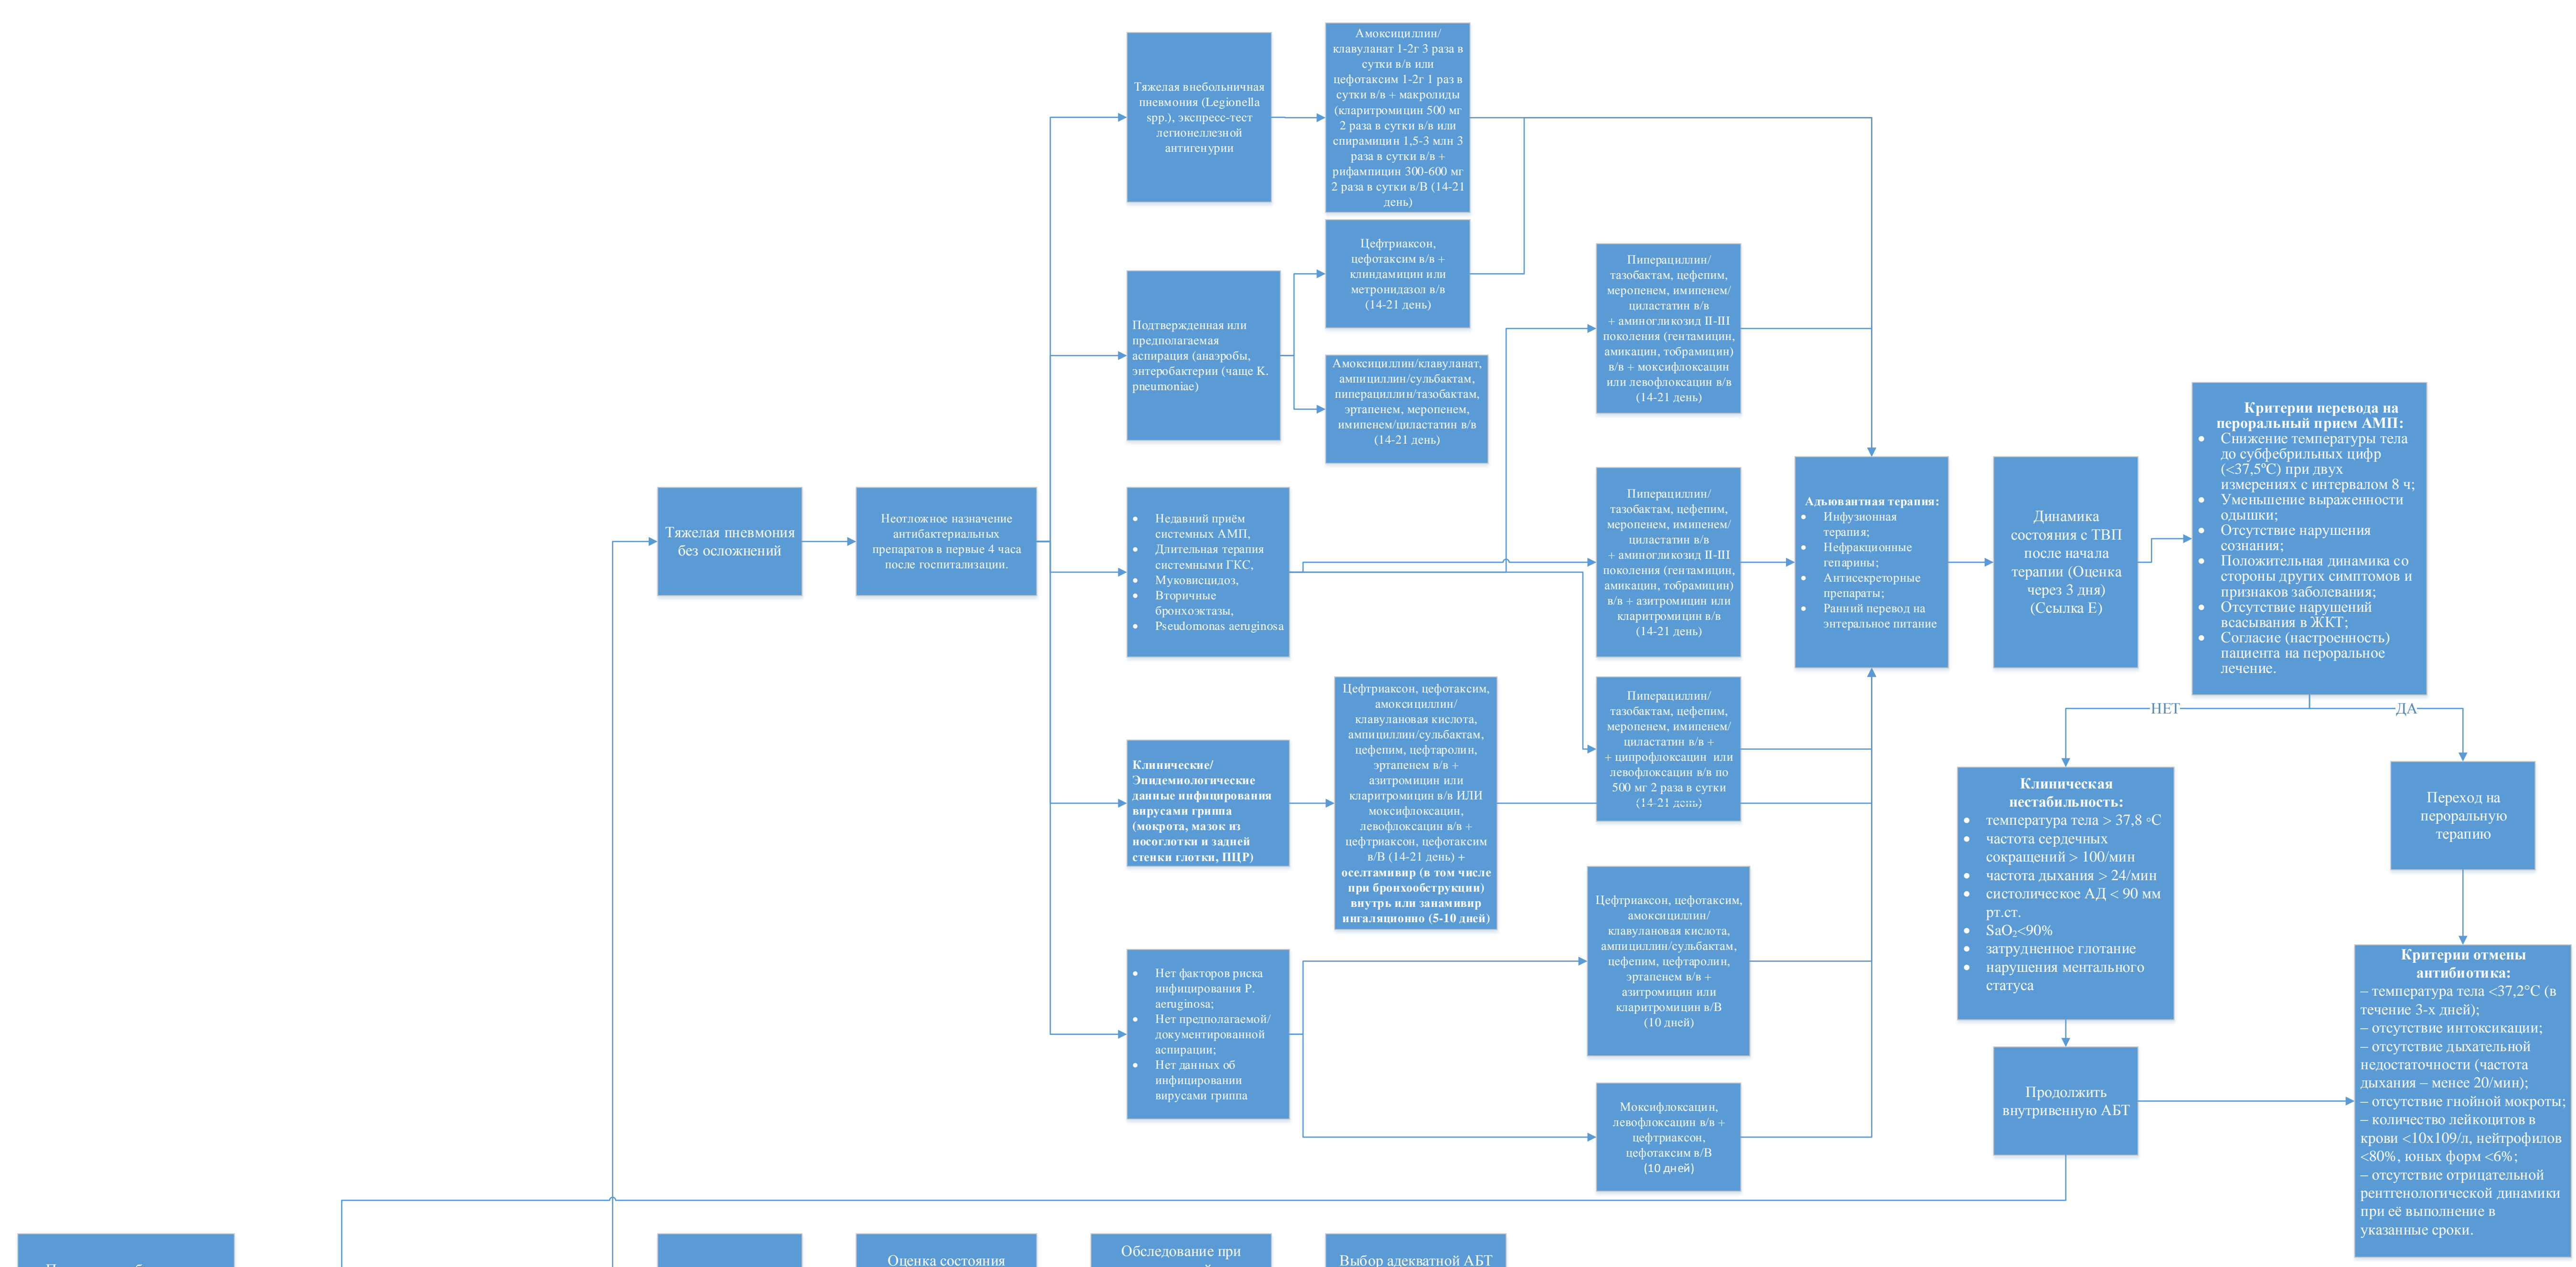 Тяжелая пневмония
без осложнений
Неотложное назначение
антибактериальных
препаратов в первые 4 часа
после госпитализации.
Тяжелая внебольничная
пневмония (Legionella
spp.), экспресс-тест
легионеллезной
антигенурии
Амоксициллин/
клавуланат 1-2г 3 раза в
сутки в/в или
цефотаксим 1-2г 1 раз в
сутки в/в + макролиды
(кларитромицин 500 мг
2 раза в сутки в/в или
спирамицин 1,5-3 млн 3
раза в сутки в/в +
рифампицин 300-600 мг
2 раза в сутки в/В (14-21
день)
Подтвержденная или
предполагаемая
аспирация (анаэробы,
энтеробактерии (чаще K.
pneumoniae)
Цефтриаксон,
цефотаксим в/в +
клиндамицин или
метронидазол в/в
(14-21 день)
Амоксициллин/клавуланат,
ампициллин/сульбактам,
пиперациллин/тазобактам,
эртапенем, меропенем,
имипенем/циластатин в/в
(14-21 день)
• Недавний приём
системных АМП,
• Длительная терапия
системными ГКС,
• Муковисцидоз,
• Вторичные
бронхоэктазы,
• Pseudomonas aeruginosa
Пиперациллин/
тазобактам, цефепим,
меропенем, имипенем/
циластатин в/в
+ аминогликозид II-III
поколения (гентамицин,
амикацин, тобрамицин)
в/в + моксифлоксацин
или левофлоксацин в/в
(14-21 день)
Пиперациллин/
тазобактам, цефепим,
меропенем, имипенем/
циластатин в/в
+ аминогликозид II-III
поколения (гентамицин,
амикацин, тобрамицин)
в/в + азитромицин или
кларитромицин в/в
(14-21 день)
Пиперациллин/
тазобактам, цефепим,
меропенем, имипенем/
циластатин в/в +
+ ципрофлоксацин или
левофлоксацин в/в по
500 мг 2 раза в сутки
(14-21 день)
Клинические/
Эпидемиологические
данные инфицирования
вирусами гриппа
(мокрота, мазок из
носоглотки и задней
стенки глотки, ПЦР)
Цефтриаксон, цефотаксим,
амоксициллин/
клавулановая кислота,
ампициллин/сульбактам,
цефепим, цефтаролин,
эртапенем в/в +
азитромицин или
кларитромицин в/в ИЛИ
моксифлоксацин,
левофлоксацин в/в +
цефтриаксон, цефотаксим
в/В (14-21 день) +
оселтамивир (в том числе
при бронхообструкции)
внутрь или занамивир
ингаляционно (5-10 дней)
• Нет факторов риска
инфицирования P.
aeruginosa;
• Нет предполагаемой/
документированной
аспирации;
• Нет данных об
инфицировании
вирусами гриппа
Цефтриаксон, цефотаксим,
амоксициллин/
клавулановая кислота,
ампициллин/сульбактам,
цефепим, цефтаролин,
эртапенем в/в +
азитромицин или
кларитромицин в/В
(10 дней)
Моксифлоксацин,
левофлоксацин в/в +
цефтриаксон,
цефотаксим в/В
(10 дней)
Адъювантная терапия:
• Инфузионная
терапия;
• Нефракционные
гепарины;
• Антисекреторные
препараты;
• Ранний перевод на
энтеральное питание
Динамика
состояния с ТВП
после начала
терапии (Оценка
через 3 дня)
(Ссылка Е)
Критерии перевода на
пероральный прием АМП:
• Снижение температуры тела
до субфебрильных цифр
(<37,5ºС) при двух
измерениях с интервалом 8 ч;
• Уменьшение выраженности
одышки;
• Отсутствие нарушения
сознания;
• Положительная динамика со
стороны других симптомов и
признаков заболевания;
• Отсутствие нарушений
всасывания в ЖКТ;
• Согласие (настроенность)
пациента на пероральное
лечение.
НЕТ
ДА
Клиническая
нестабильность:
• температура тела > 37,8 ◦С
• частота сердечных
сокращений > 100/мин
• частота дыхания > 24/мин
• систолическое АД < 90 мм
рт.ст.
• SaO₂<90%
• затрудненное глотание
• нарушения ментального
статуса
Переход на
пероральную
терапию
Продолжить
внутривенную АБТ
Критерии отмены
антибиотика:
– температура тела <37,2°С (в
течение 3-х дней);
– отсутствие интоксикации;
– отсутствие дыхательной
недостаточности (частота
дыхания – менее 20/мин);
– отсутствие гнойной мокроты;
– количество лейкоцитов в
крови <10х109/л, нейтрофилов
<80%, юных форм <6%;
– отсутствие отрицательной
рентгенологической динамики
при её выполнение в
указанные сроки.
Оценка состояния
Обследование при
Выбор адекватной АБТ